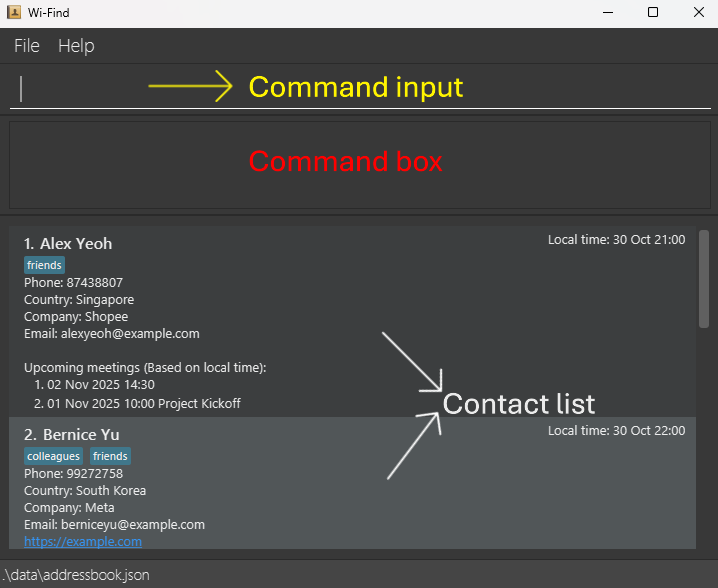 Wi-Find
File Help
Command input
Command box
1. Alex Yeoh
Local time: 30 Oct 21:00
friends
Phone: 87438807
Country: Singapore
Company: Shopee
Email: alexyeoh@example.com
Upcoming meetings (Based on local time):
1. 02 Nov 2025 14:30
2. 01 Nov 2025 10:00 Project Kickoff
Contact list
2. Bernice Yu
Local time: 30 Oct 22:00
colleagues friends
Phone: 99272758
Country: South Korea
Company: Meta
Email: berniceyu@example.com
https://example.com
.\data\addressbook.json